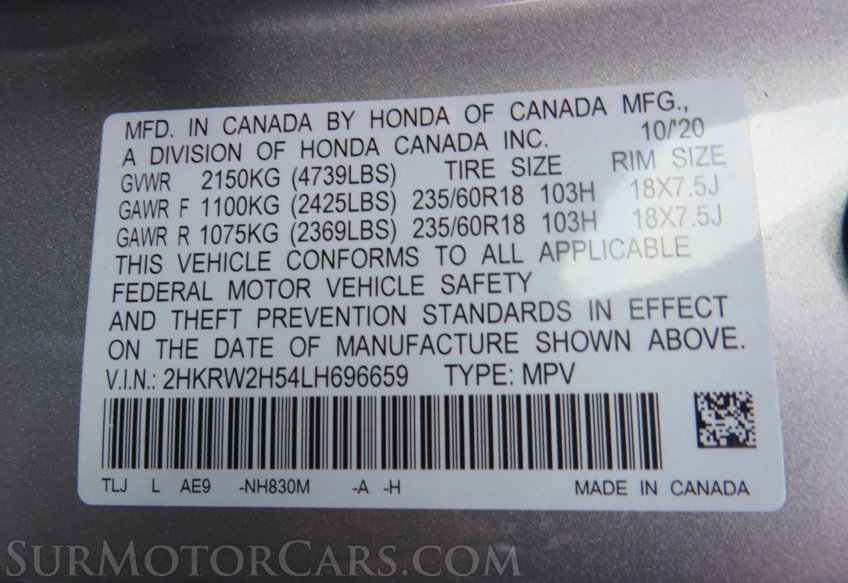 MFD. IN CANADA BY HONDA OF CANADA MFG.,
A DIVISION OF HONDA CANADA INC. 10/'20
GVWR 2150KG (4739LBS) TIRE SIZE RIM SIZE
GAWR F 1100KG (2425LBS) 235/60R18 103H 18X7.5J
GAWR R 1075KG (2369LBS) 235/60R18 103H 18X7.5J
THIS VEHICLE CONFORMS TO ALL APPLICABLE
FEDERAL MOTOR VEHICLE SAFETY
AND THEFT PREVENTION STANDARDS IN EFFECT
ON THE DATE OF MANUFACTURE SHOWN ABOVE.
V.I.N.: 2HKRW2H54LH696659 TYPE: MPV
TLJ L AE9 -NH830M -A -H MADE IN CANADA
SURMOTORCARS.COM